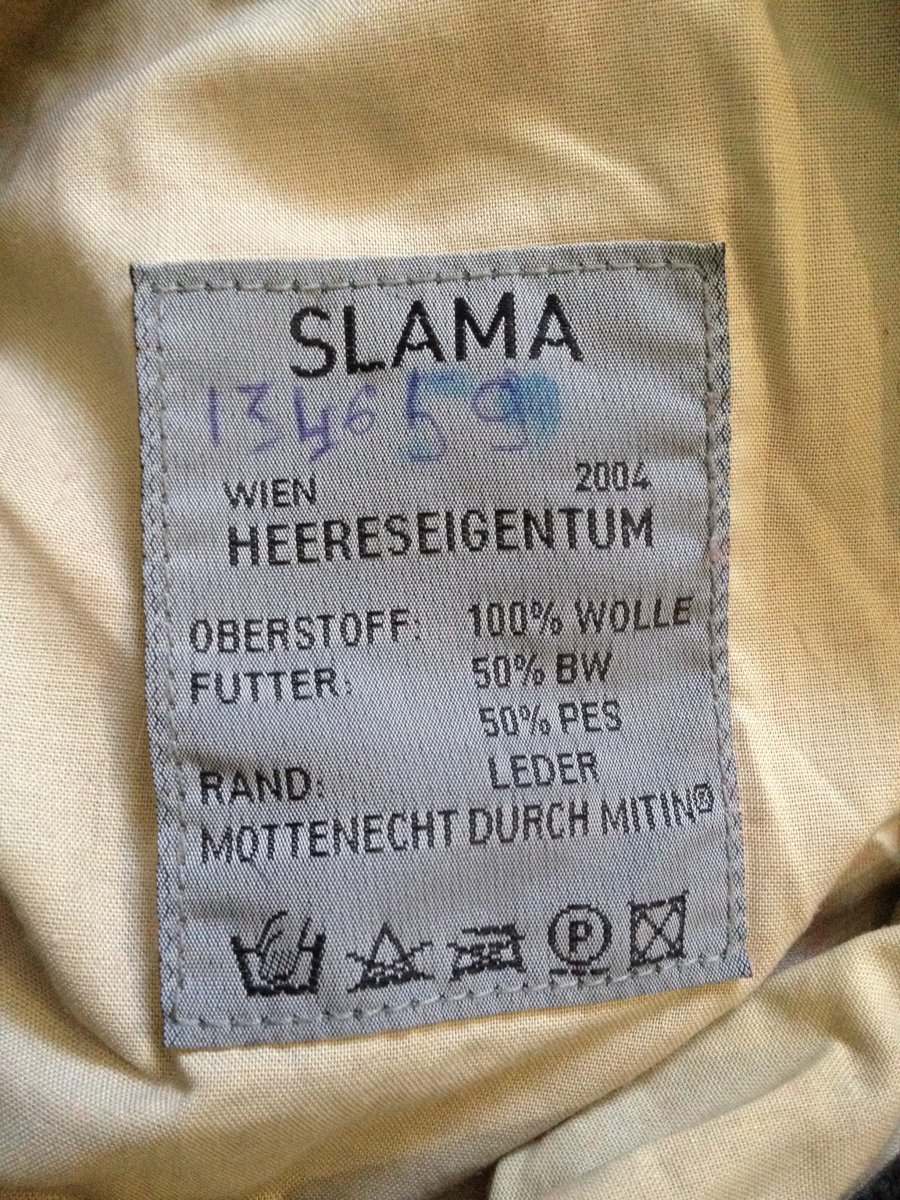 SLAMA
134659
WIEN 2004
HEERESEIGENTUM
OBERSTOFF: 100% WOLLE
FUTTER: 50% BW
50% PES
RAND: LEDER
MOTTENECHT DURCH MITIN®
P